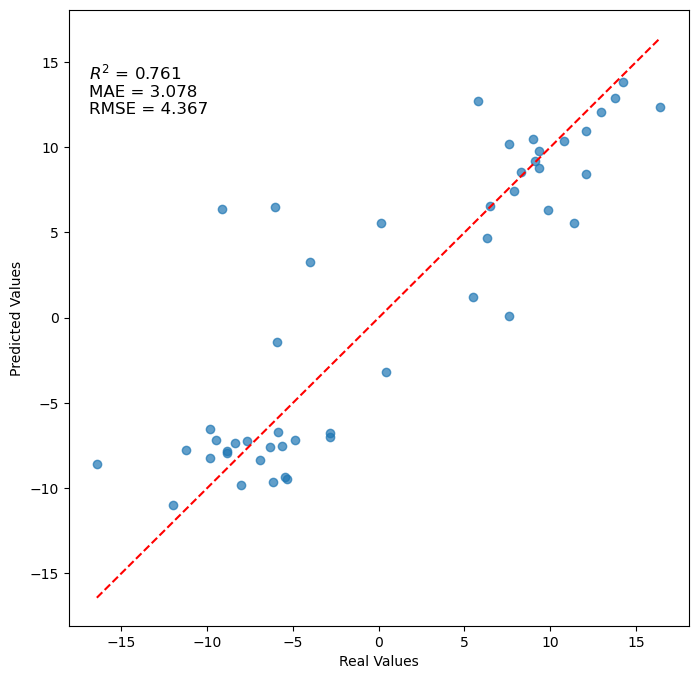 R² = 0.761
MAE = 3.078
RMSE = 4.367
15
10
5
0
−5
−10
−15
Predicted Values
−15 −10 −5 0 5 10 15
Real Values